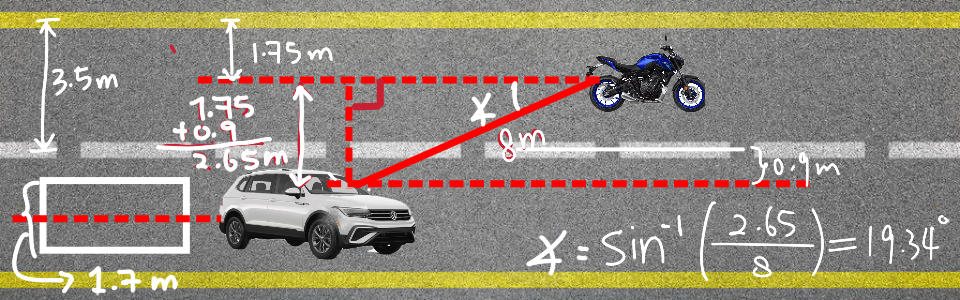 3.5m
1.75m
1.75
+0.9
2.65m
x
8m
}0.9m
1.7m
x = Sin⁻¹(2.65/8) = 19.34°